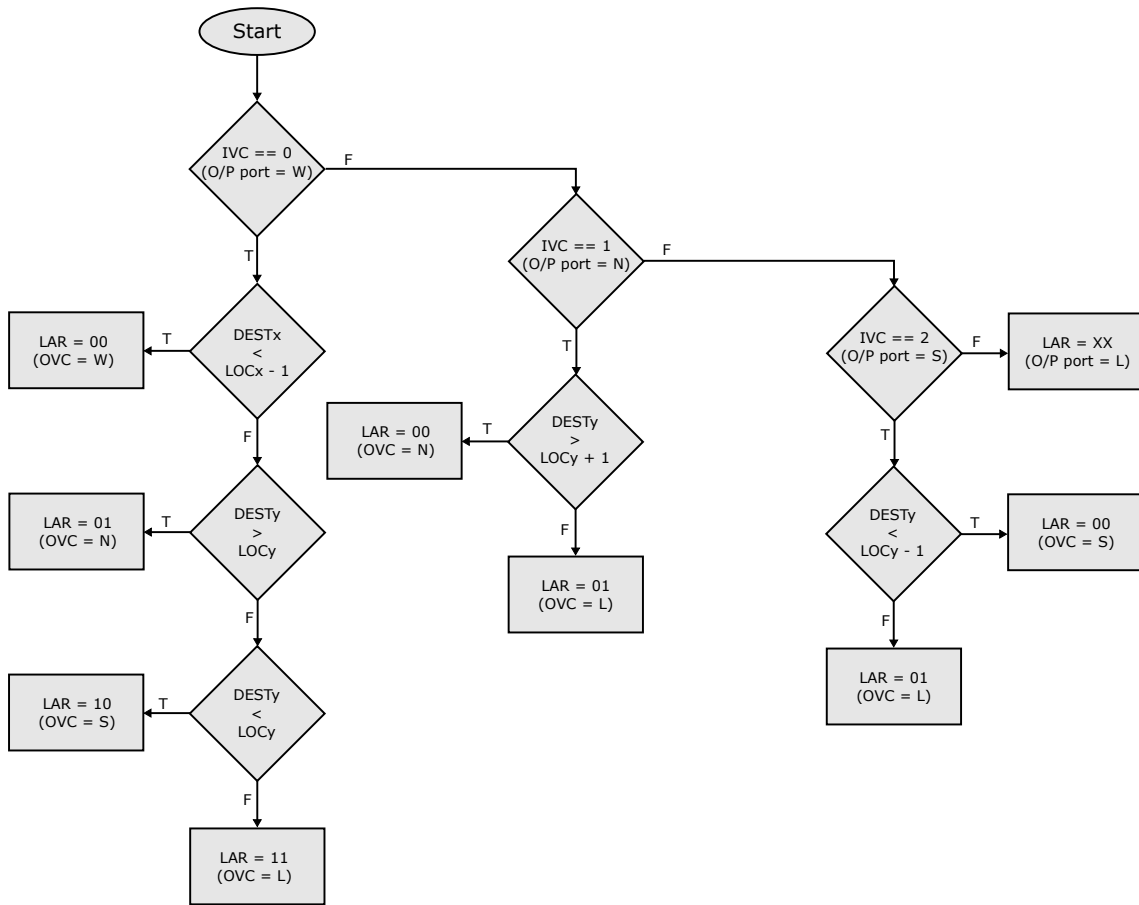 Start
IVC == 0
(O/P port = W)
F
T
IVC == 1
(O/P port = N)
F
T
IVC == 2
(O/P port = S)
F
T
LAR = XX
(O/P port = L)
DESTx
<
LOCx - 1
T
F
LAR = 00
(OVC = W)
DESTy
>
LOCy + 1
T
F
LAR = 00
(OVC = N)
DESTy
>
LOCy
T
F
LAR = 01
(OVC = N)
DESTy
<
LOCy - 1
T
F
LAR = 00
(OVC = S)
LAR = 01
(OVC = L)
DESTy
<
LOCy
T
F
LAR = 10
(OVC = S)
LAR = 01
(OVC = L)
LAR = 11
(OVC = L)